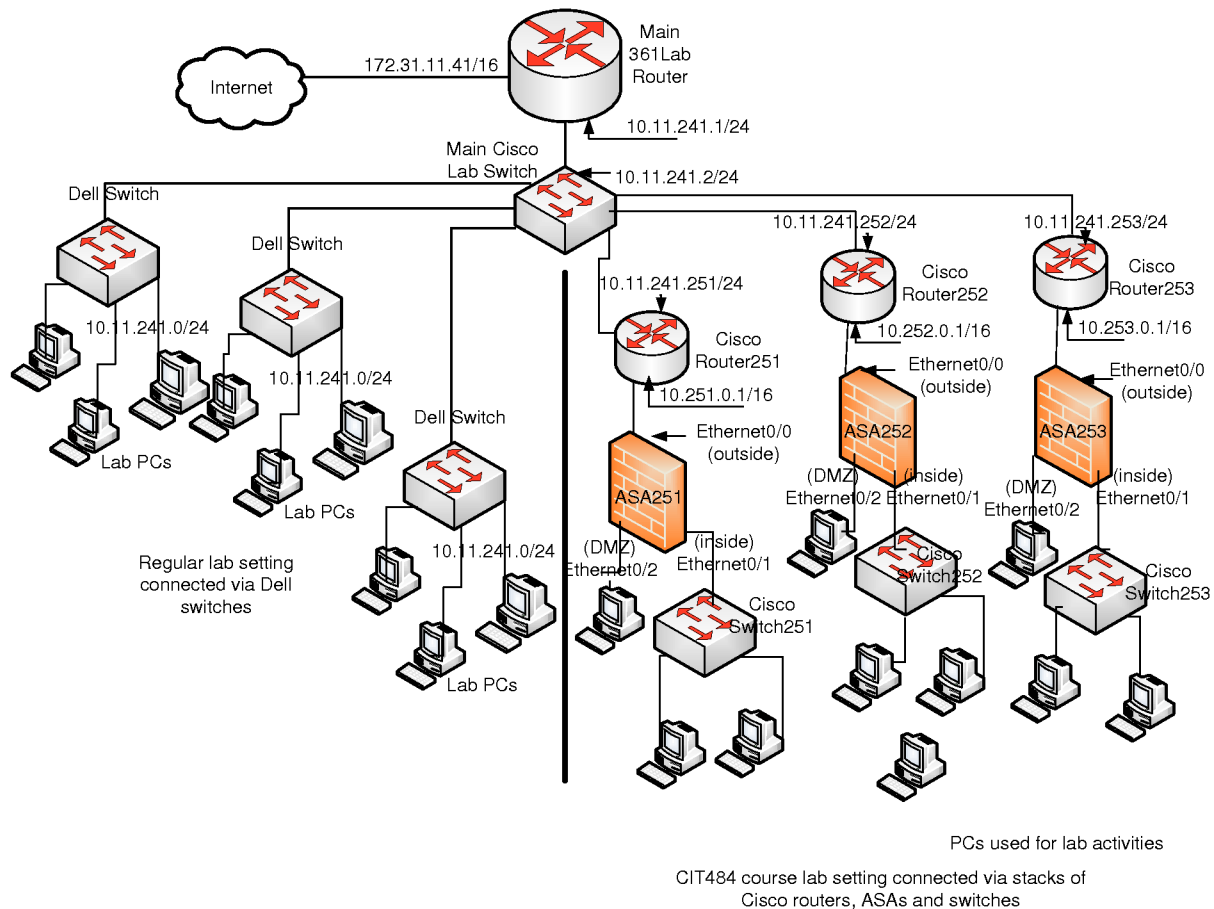 Main
361Lab
Router
172.31.11.41/16
Internet
10.11.241.1/24
Main Cisco
Lab Switch
10.11.241.2/24
Dell Switch
Dell Switch
10.11.241.252/24
10.11.241.253/24
Cisco
Router252
Cisco
Router253
10.11.241.251/24
10.11.241.0/24
10.252.0.1/16
10.253.0.1/16
Cisco
Router251
10.11.241.0/24
Ethernet0/0
(outside)
Ethernet0/0
(outside)
10.251.0.1/16
Dell Switch
Ethernet0/0
(outside)
ASA252
ASA253
Lab PCs
(DMZ)
Ethernet0/2
(inside)
Ethernet0/1
(DMZ)
Ethernet0/2
(inside)
Ethernet0/1
ASA251
Lab PCs
10.11.241.0/24
(DMZ)
Ethernet0/2
(inside)
Ethernet0/1
Regular lab setting
connected via Dell
switches
Cisco
Switch252
Cisco
Switch253
Cisco
Switch251
Lab PCs
PCs used for lab activities
CIT484 course lab setting connected via stacks of
Cisco routers, ASAs and switches